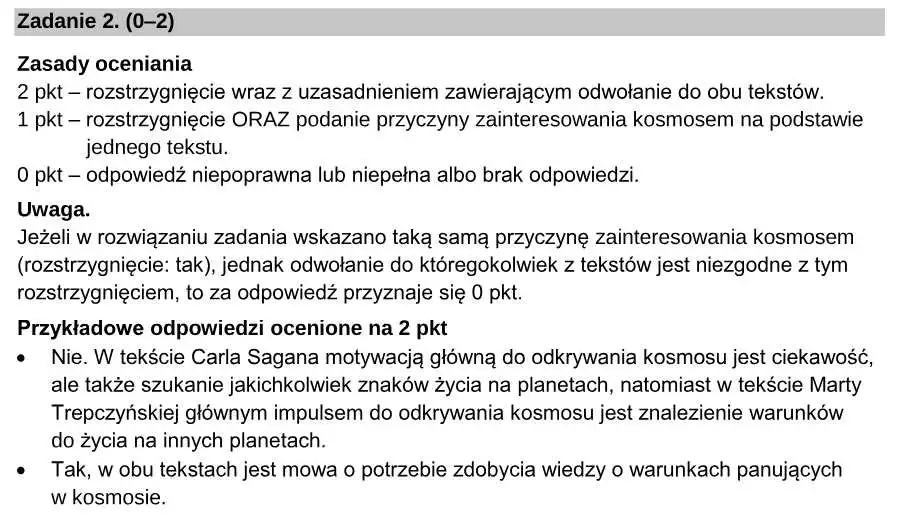 Zadanie 2. (0–2)
Zasady oceniania
2 pkt – rozstrzygnięcie wraz z uzasadnieniem zawierającym odwołanie do obu tekstów.
1 pkt – rozstrzygnięcie ORAZ podanie przyczyny zainteresowania kosmosem na podstawie
jednego tekstu.
0 pkt – odpowiedź niepoprawna lub niepełna albo brak odpowiedzi.
Uwaga.
Jeżeli w rozwiązaniu zadania wskazano taką samą przyczynę zainteresowania kosmosem
(rozstrzygnięcie: tak), jednak odwołanie do któregokolwiek z tekstów jest niezgodne z tym
rozstrzygnięciem, to za odpowiedź przyznaje się 0 pkt.
Przykładowe odpowiedzi ocenione na 2 pkt
• Nie. W tekście Carla Sagana motywacją główną do odkrywania kosmosu jest ciekawość,
ale także szukanie jakichkolwiek znaków życia na planetach, natomiast w tekście Marty
Trepczyńskiej głównym impulsem do odkrywania kosmosu jest znalezienie warunków
do życia na innych planetach.
• Tak, w obu tekstach jest mowa o potrzebie zdobycia wiedzy o warunkach panujących
w kosmosie.